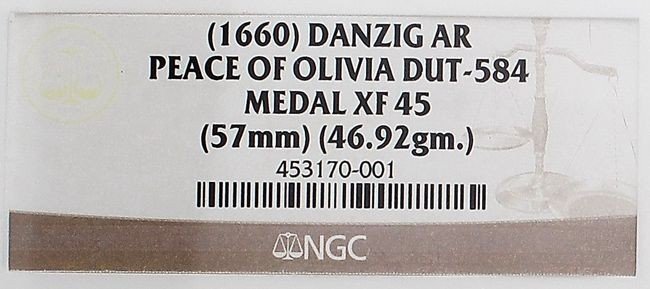 (1660) DANZIG AR
PEACE OF OLIVIA DUT-584
MEDAL XF 45
(57mm) (46.92gm.)
453170-001
NGC